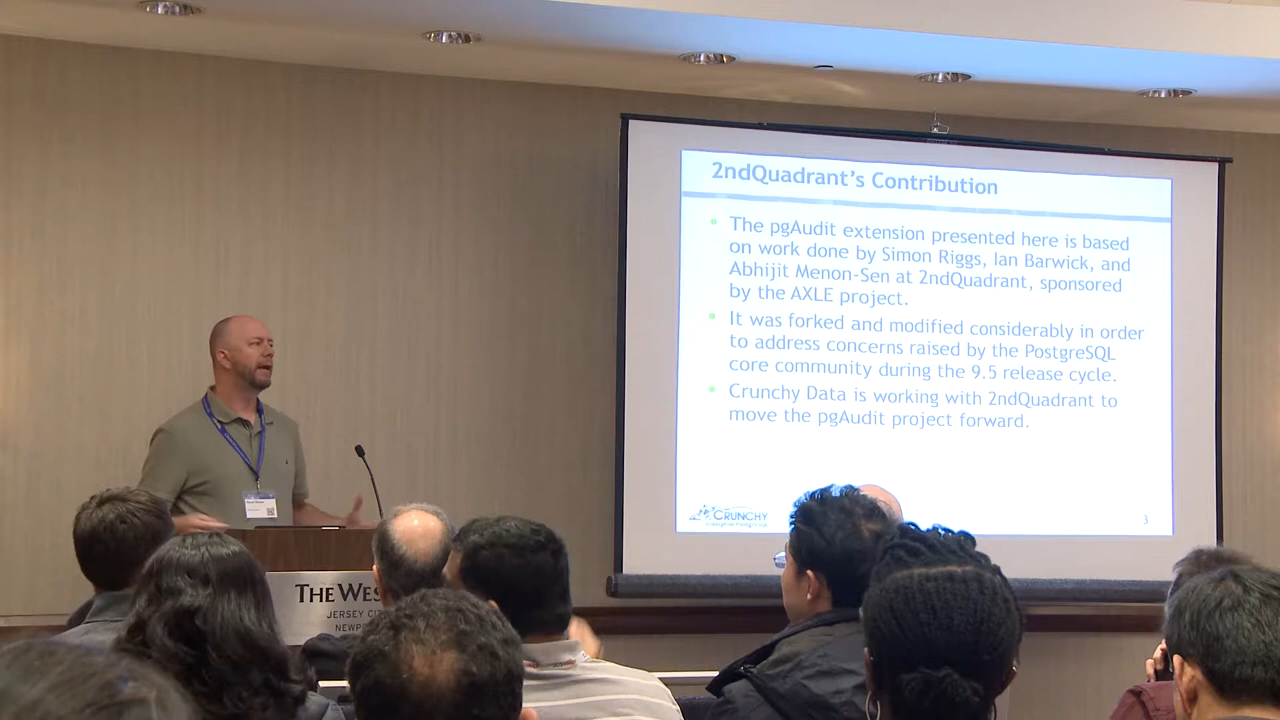 2ndQuadrant's Contribution
The pgAudit extension presented here is based
on work done by Simon Riggs, Ian Barwick, and
Abhijit Menon-Sen at 2ndQuadrant, sponsored
by the AXLE project.
It was forked and modified considerably in order
to address concerns raised by the PostgreSQL
core community during the 9.5 release cycle.
Crunchy Data is working with 2ndQuadrant to
move the pgAudit project forward.
CRUNCHY
3
THE WES
JERSEY CIT
NEWP